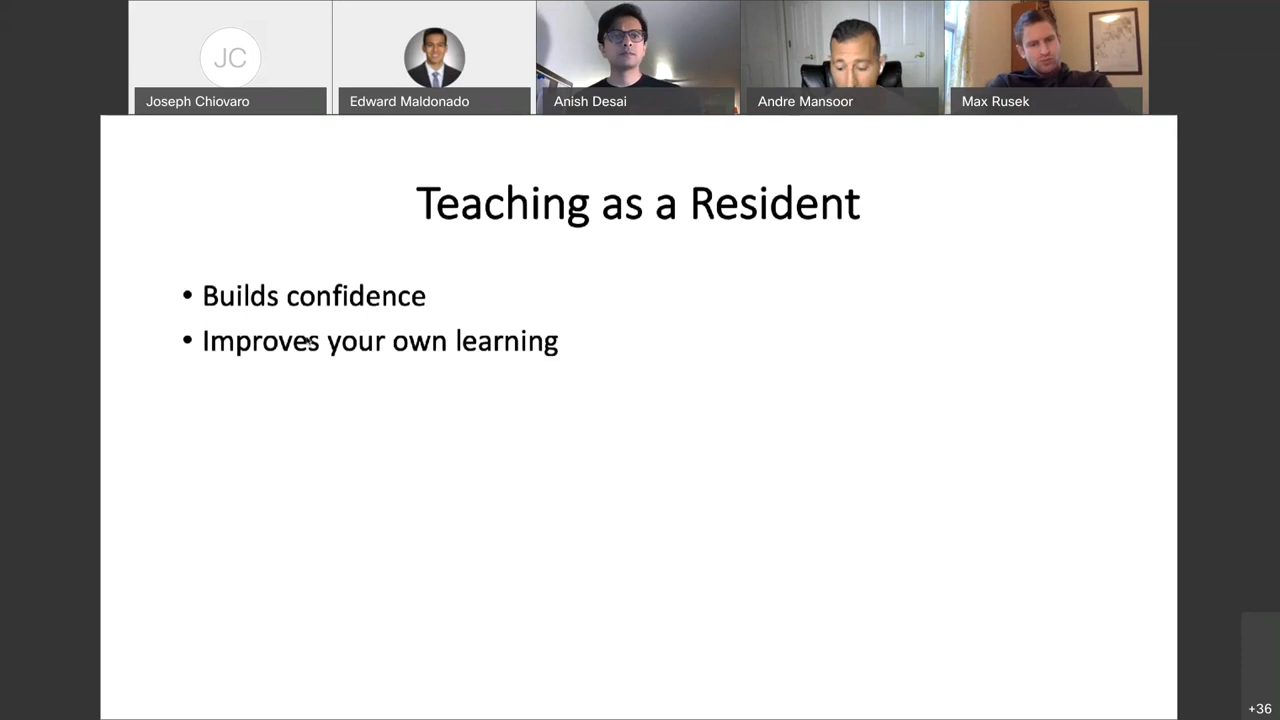 JC
Joseph Chiovaro
Edward Maldonado
Anish Desai
Andre Mansoor
Max Rusek
Teaching as a Resident
• Builds confidence
• Improves your own learning
+36